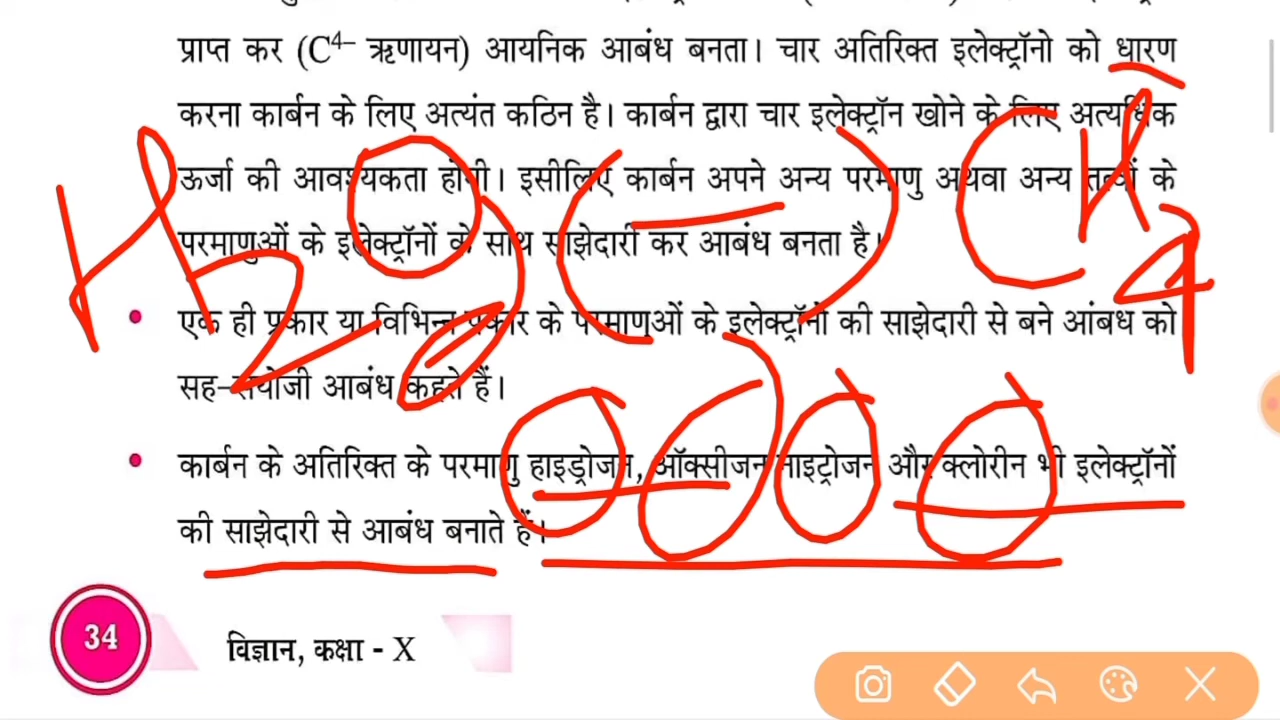 प्राप्त कर (C⁴⁻ ऋणायन) आयनिक आबंध बनता। चार अतिरिक्त इलेक्ट्रॉनो को धारण
करना कार्बन के लिए अत्यंत कठिन है। कार्बन द्वारा चार इलेक्ट्रॉन खोने के लिए अत्यधिक
ऊर्जा की आवश्यकता होगी। इसीलिए कार्बन अपने अन्य परमाणु अथवा अन्य तत्वों के
परमाणुओं के इलेक्ट्रॉनों के साथ साझेदारी कर आबंध बनता है।
H₂O (–) CH₄
• एक ही प्रकार या विभिन्न प्रकार के परमाणुओं के इलेक्ट्रॉनों की साझेदारी से बने आंबध को
सह-संयोजी आबंध कहते हैं।
• कार्बन के अतिरिक्त के परमाणु हाइड्रोजन, ऑक्सीजन नाइट्रोजन और क्लोरीन भी इलेक्ट्रॉनों
की साझेदारी से आबंध बनाते हैं।
34
विज्ञान, कक्षा - X